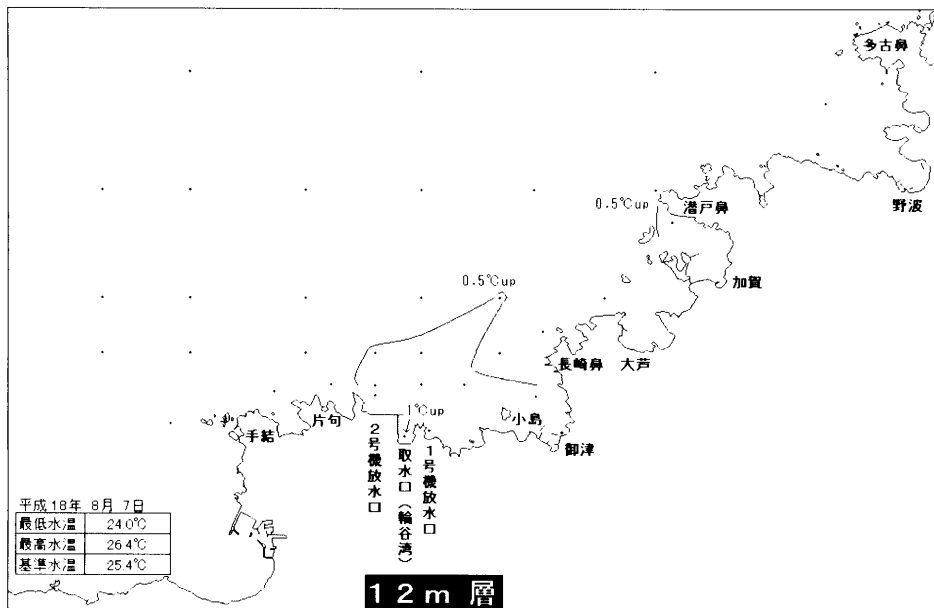 多古鼻
野波
0.5℃up
潜戸鼻
加賀
0.5℃up
長崎鼻
大芦
1℃up
小島
御津
片句
手結
2号機放水口
取水口(輪谷湾)
1号機放水口
平成18年 8月 7日
最低水温 24.0℃
最高水温 26.4℃
基準水温 25.4℃
12m層